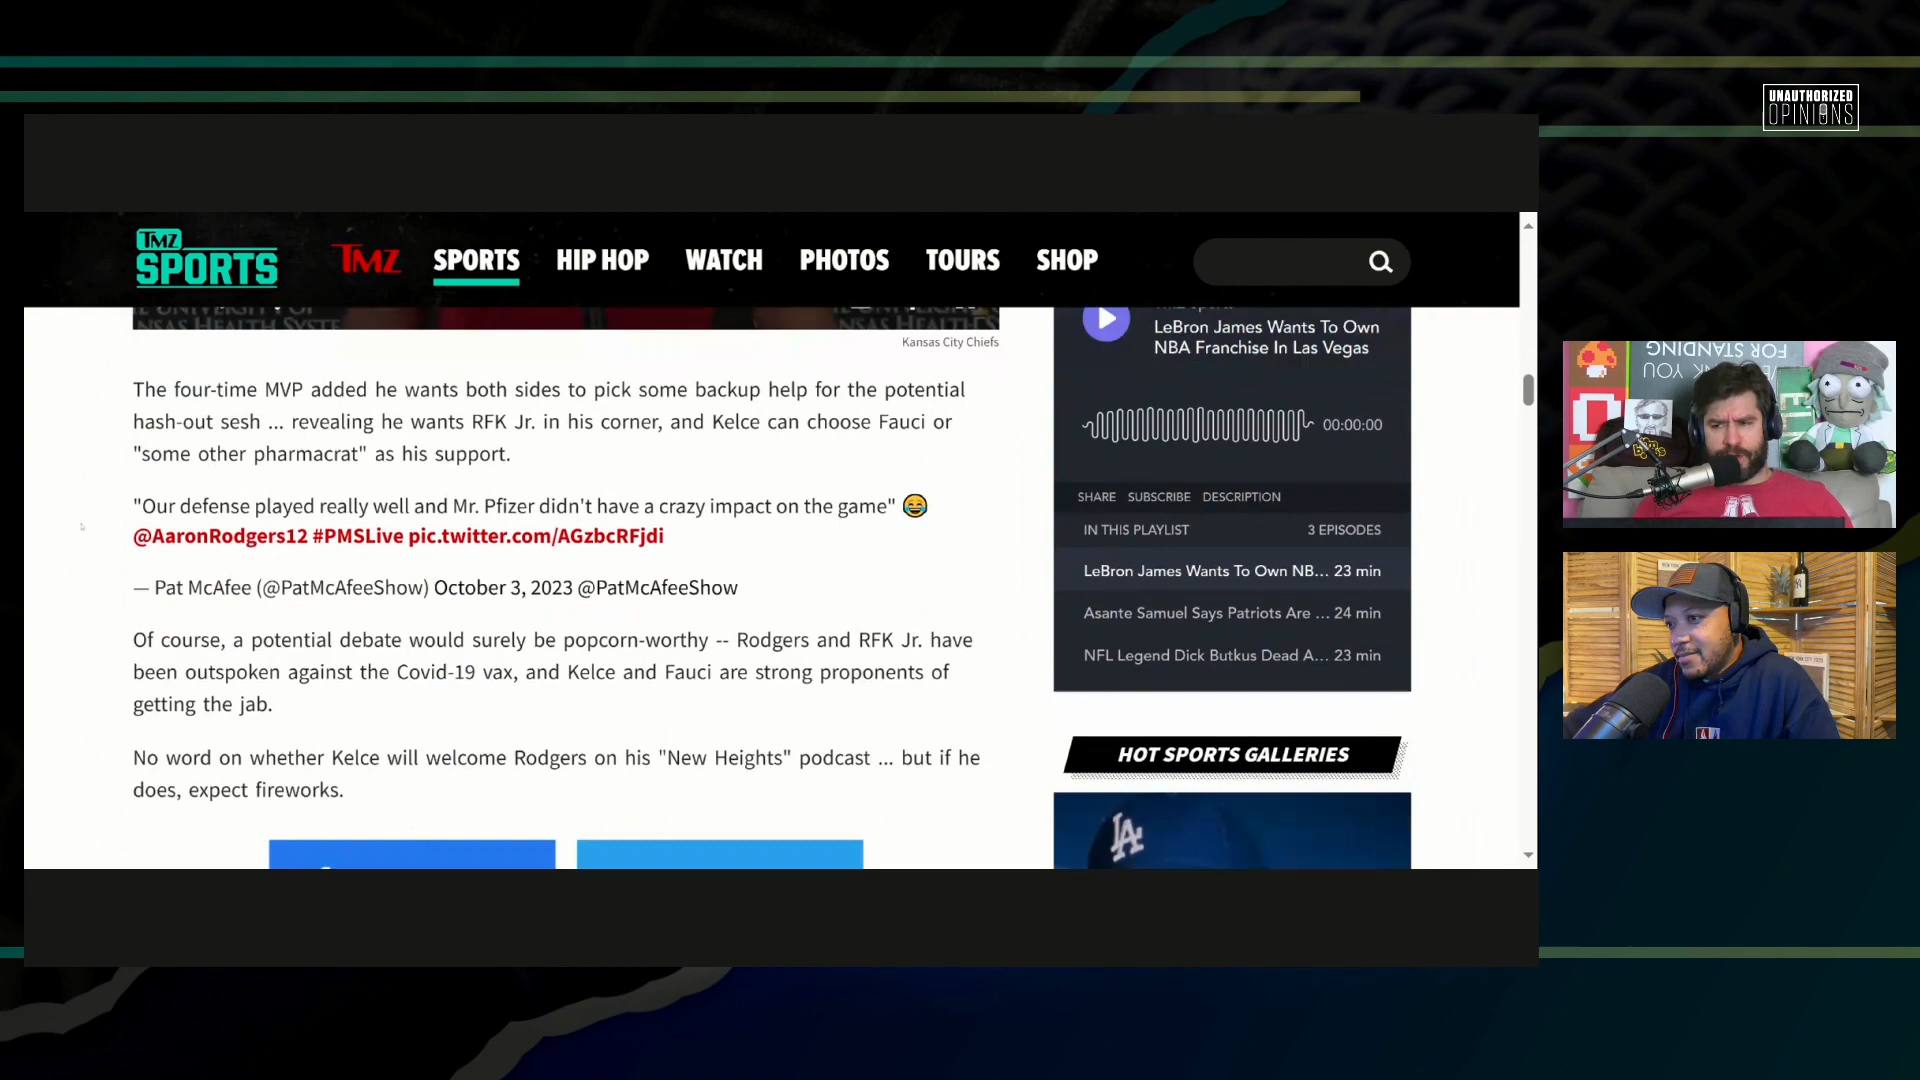 UNAUTHORIZED
OPINIONS
TMZ
SPORTS
TMZ SPORTS HIP HOP WATCH PHOTOS TOURS SHOP
Kansas City Chiefs
The four-time MVP added he wants both sides to pick some backup help for the potential
hash-out sesh ... revealing he wants RFK Jr. in his corner, and Kelce can choose Fauci or
"some other pharmacrat" as his support.
"Our defense played really well and Mr. Pfizer didn't have a crazy impact on the game" 😂
@AaronRodgers12 #PMSLive pic.twitter.com/AGzbcRFjdi
— Pat McAfee (@PatMcAfeeShow) October 3, 2023 @PatMcAfeeShow
Of course, a potential debate would surely be popcorn-worthy -- Rodgers and RFK Jr. have
been outspoken against the Covid-19 vax, and Kelce and Fauci are strong proponents of
getting the jab.
No word on whether Kelce will welcome Rodgers on his "New Heights" podcast ... but if he
does, expect fireworks.
LeBron James Wants To Own
NBA Franchise In Las Vegas
00:00:00
SHARE SUBSCRIBE DESCRIPTION
IN THIS PLAYLIST 3 EPISODES
LeBron James Wants To Own NB... 23 min
Asante Samuel Says Patriots Are ... 24 min
NFL Legend Dick Butkus Dead A... 23 min
HOT SPORTS GALLERIES
LA
FOR STANDING
YOU